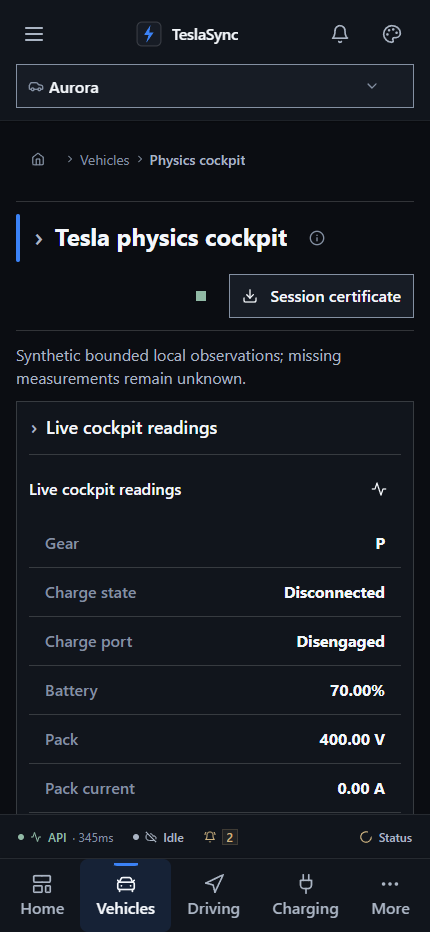 TeslaSync
Aurora
Vehicles
Physics cockpit
Tesla physics cockpit
Session certificate
Synthetic bounded local observations; missing
measurements remain unknown.
Live cockpit readings
Live cockpit readings
Gear P
Charge state Disconnected
Charge port Disengaged
Battery 70.00%
Pack 400.00 V
Pack current 0.00 A
API · 345ms Idle 2 Status
Home Vehicles Driving Charging More